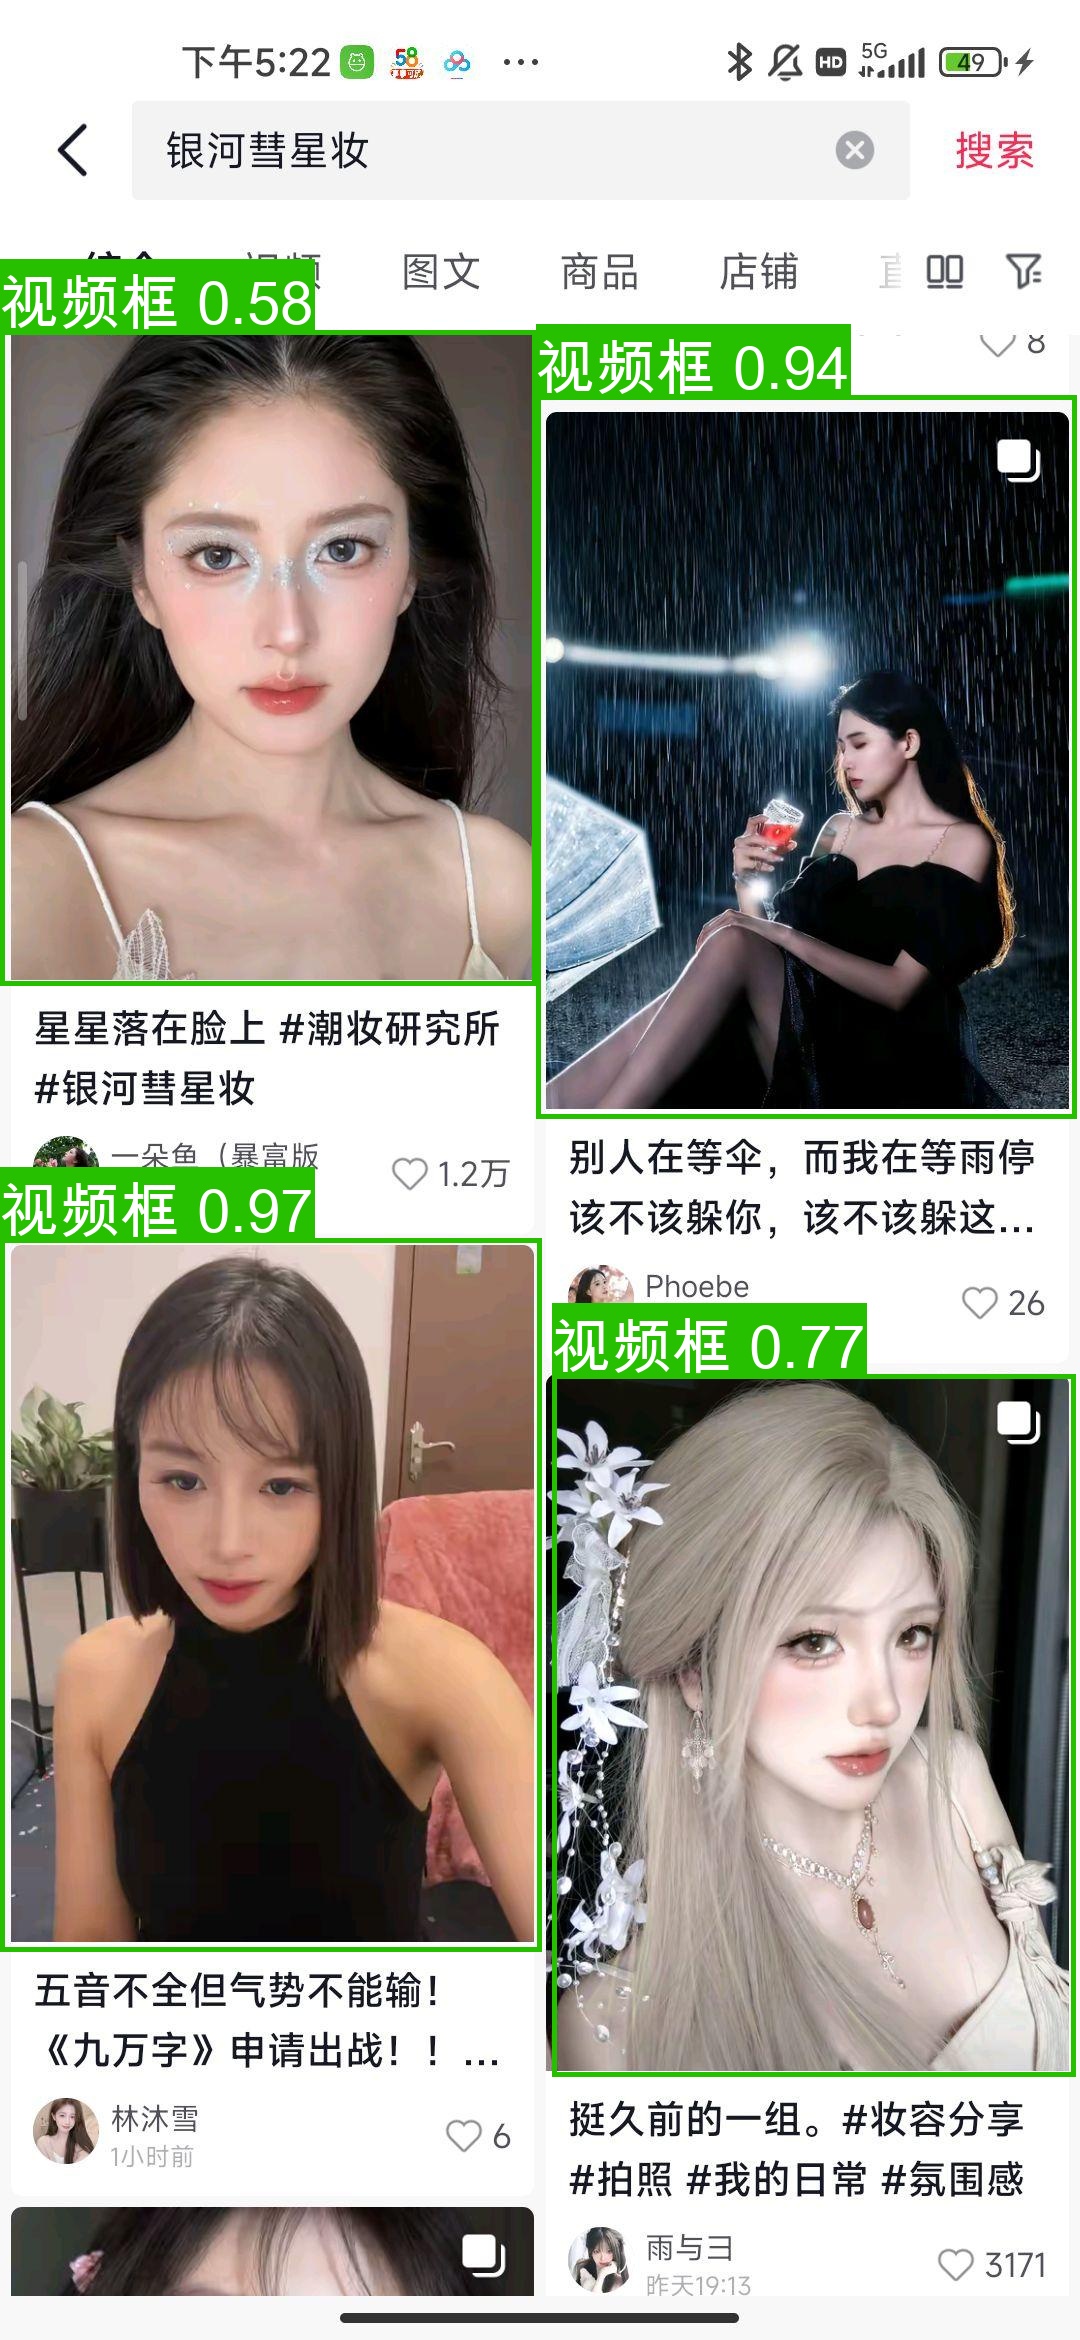 下午5:22
58
HD
5G
49
银河彗星妆
搜索
综合
视频
图文
商品
店铺
直
视频框 0.58
8
视频框 0.94
星星落在脸上 #潮妆研究所
#银河彗星妆
一朵鱼（暴富版
1.2万
别人在等伞，而我在等雨停
该不该躲你，该不该躲这...
Phoebe
26
视频框 0.97
视频框 0.77
五音不全但气势不能输！
《九万字》申请出战！！...
林沐雪
1小时前
6
挺久前的一组。#妆容分享
#拍照 #我的日常 #氛围感
雨与彐
昨天19:13
3171